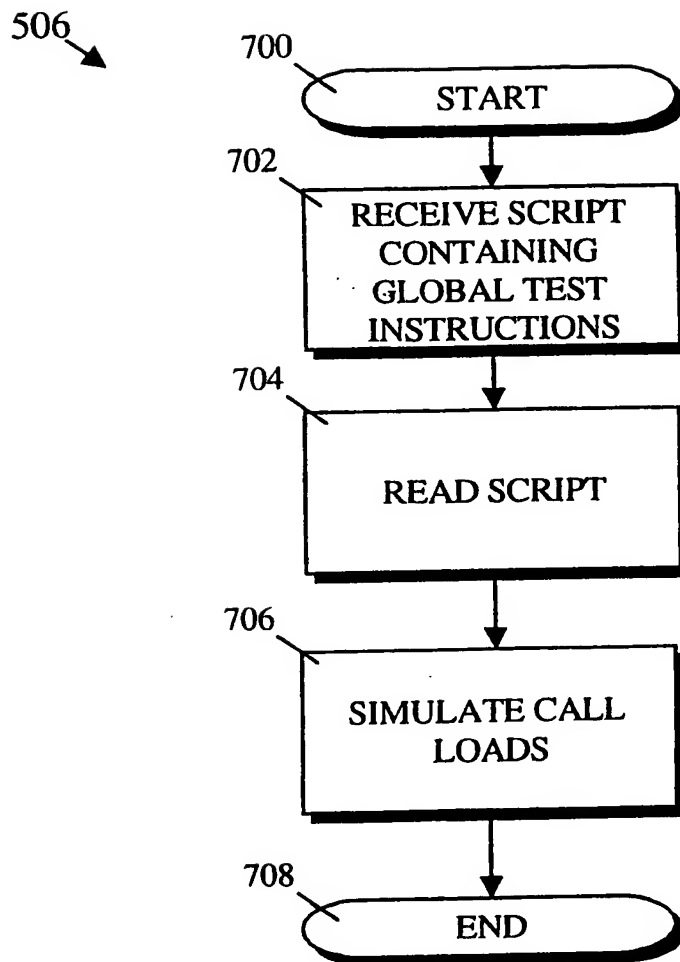 506
700
START
702
RECEIVE SCRIPT
CONTAINING
GLOBAL TEST
INSTRUCTIONS
704
READ SCRIPT
706
SIMULATE CALL
LOADS
708
END